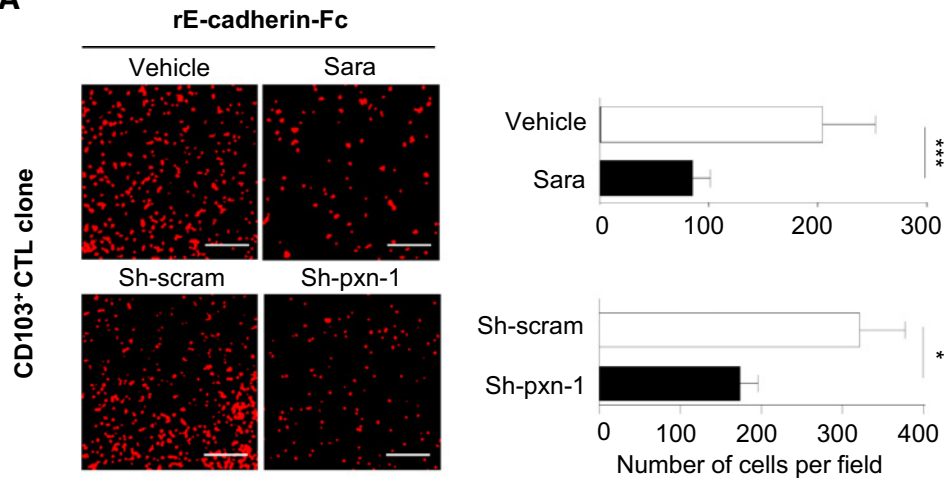 A
rE-cadherin-Fc
Vehicle Sara
Sh-scram Sh-pxn-1
CD103⁺ CTL clone
Vehicle
Sara
***
0 100 200 300
Sh-scram
Sh-pxn-1
*
0 100 200 300 400
Number of cells per field